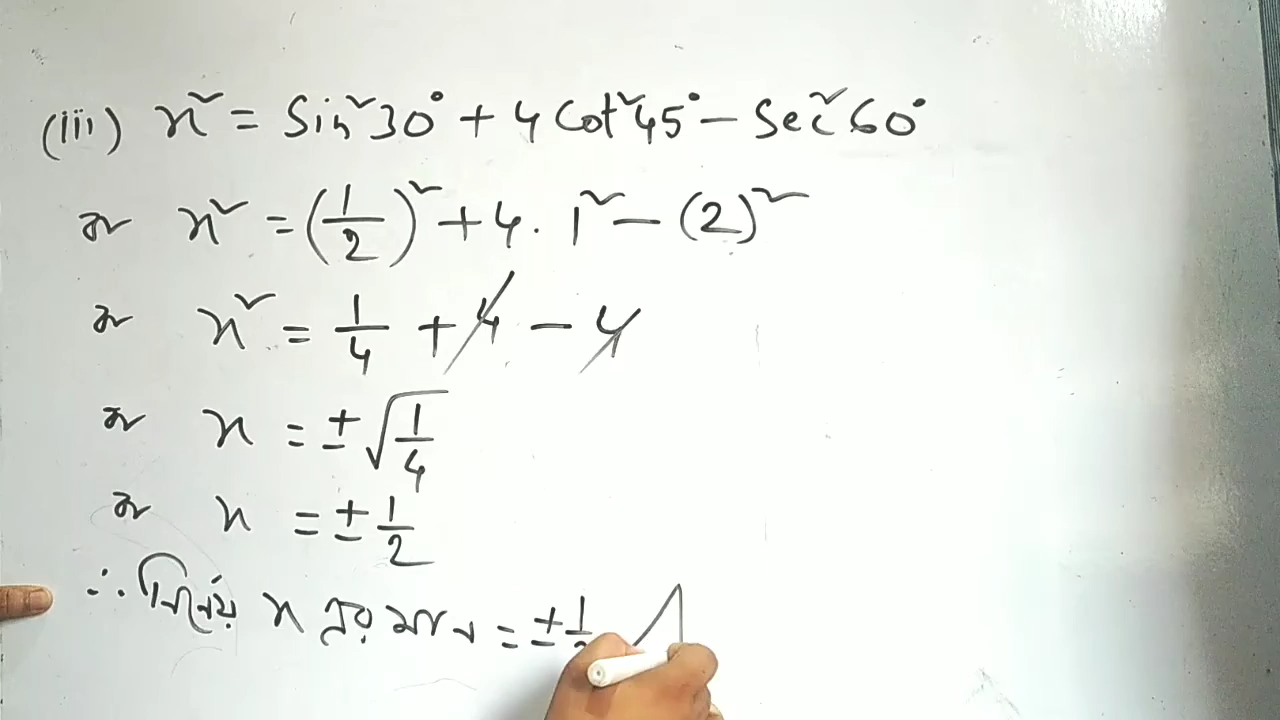 (iii) x² = Sin²30° + 4 Cot²45° − Sec²60°
বা x² = (1/2)² + 4 · 1² − (2)²
বা x² = 1/4 + 4 − 4
বা x = ±√(1/4)
বা x = ± 1/2
∴ নির্ণেয় x এর মান = ± 1/2